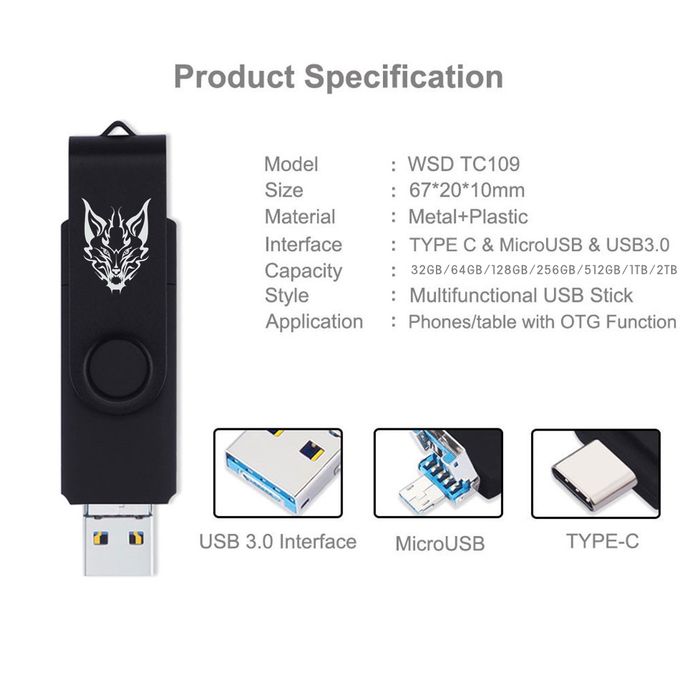 Product Specification
Model : WSD TC109
Size : 67*20*10mm
Material : Metal+Plastic
Interface : TYPE C & MicroUSB & USB3.0
Capacity : 32GB/64GB/128GB/256GB/512GB/1TB/2TB
Style : Multifunctional USB Stick
Application : Phones/table with OTG Function
USB 3.0 Interface
MicroUSB
TYPE-C